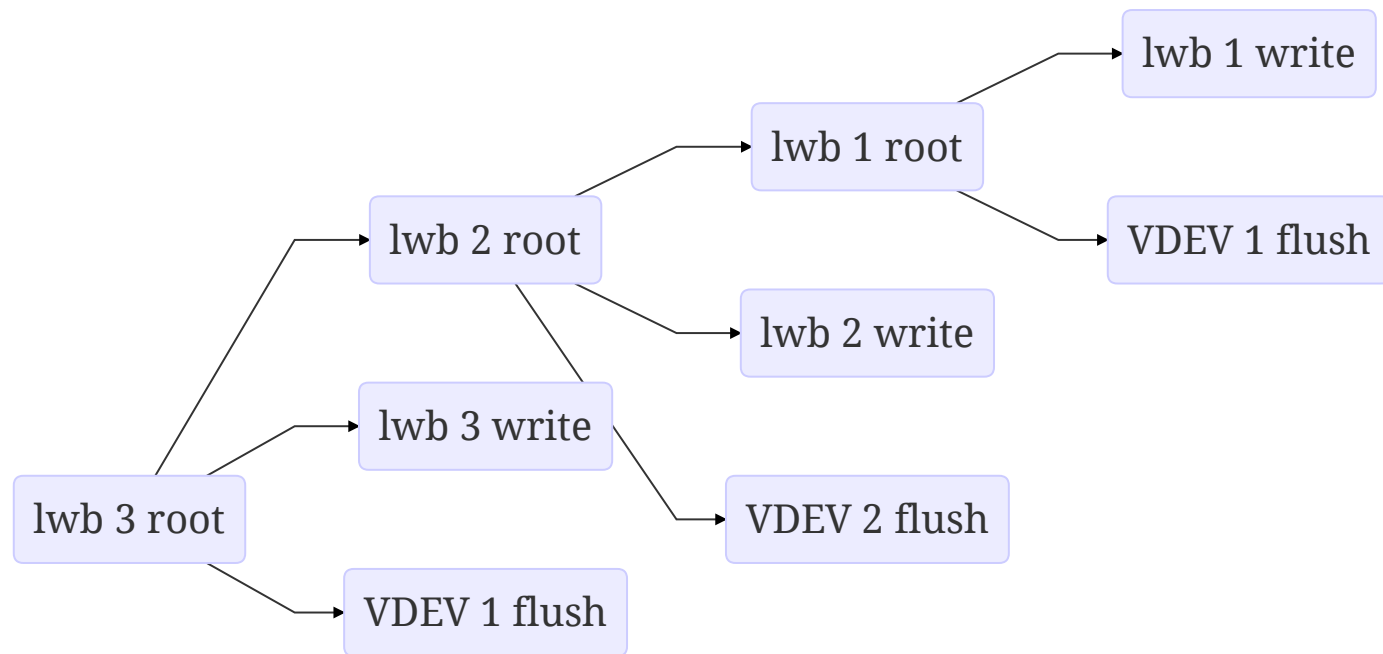 lwb 1 write
lwb 1 root
lwb 2 root
VDEV 1 flush
lwb 2 write
lwb 3 write
lwb 3 root
VDEV 2 flush
VDEV 1 flush